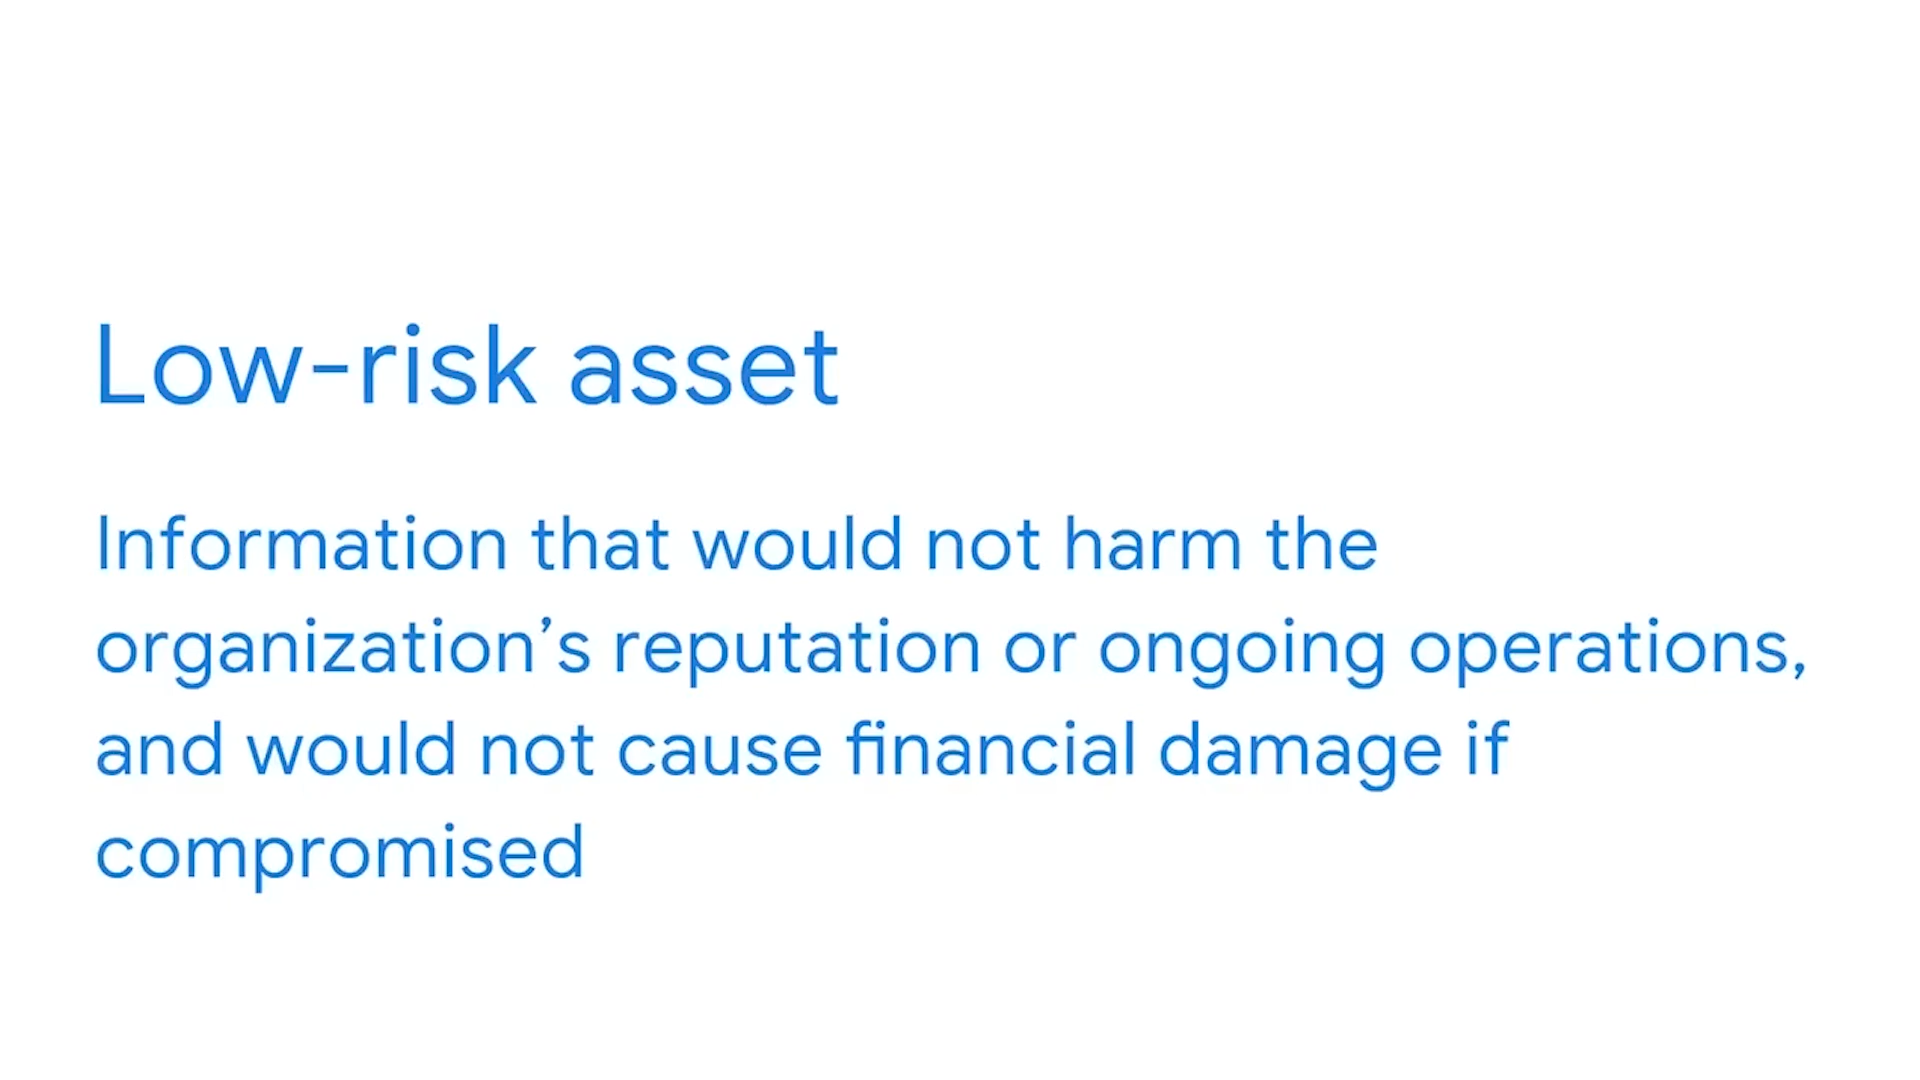 Low-risk asset
Information that would not harm the
organization’s reputation or ongoing operations,
and would not cause financial damage if
compromised